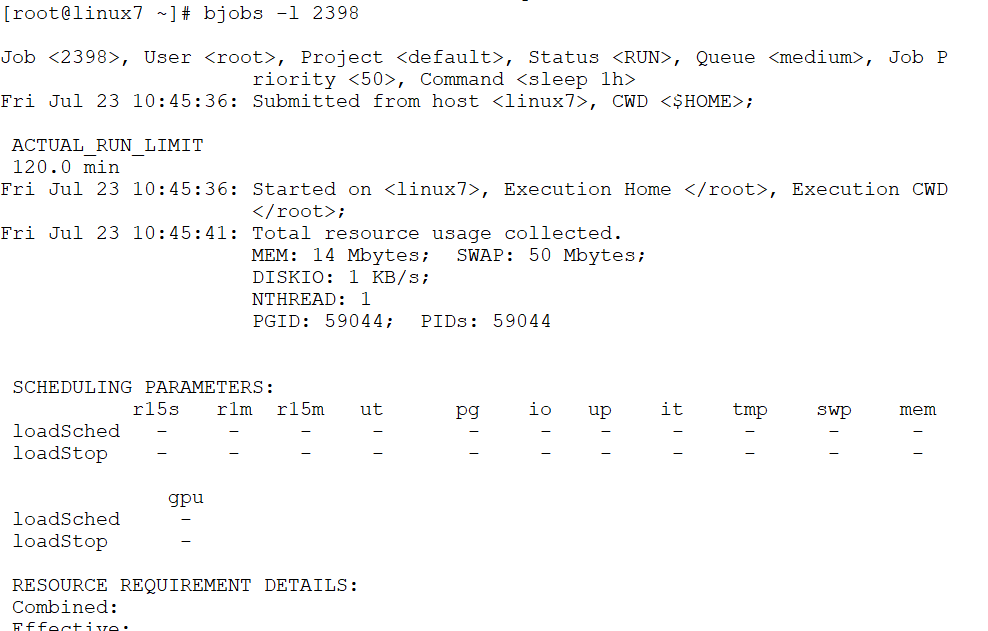 [root@linux7 ~]# bjobs -l 2398
Job <2398>, User <root>, Project <default>, Status <RUN>, Queue <medium>, Job P
riority <50>, Command <sleep 1h>
Fri Jul 23 10:45:36: Submitted from host <linux7>, CWD <$HOME>;
ACTUAL_RUN_LIMIT
120.0 min
Fri Jul 23 10:45:36: Started on <linux7>, Execution Home </root>, Execution CWD
</root>;
Fri Jul 23 10:45:41: Total resource usage collected.
MEM: 14 Mbytes;  SWAP: 50 Mbytes;
DISKIO: 1 KB/s;
NTHREAD: 1
PGID: 59044;  PIDs: 59044
SCHEDULING PARAMETERS:
r15s r1m r15m ut pg io up it tmp swp mem
loadSched - - - - - - - - - - -
loadStop - - - - - - - - - - -
gpu
loadSched -
loadStop -
RESOURCE REQUIREMENT DETAILS:
Combined:
Effective: